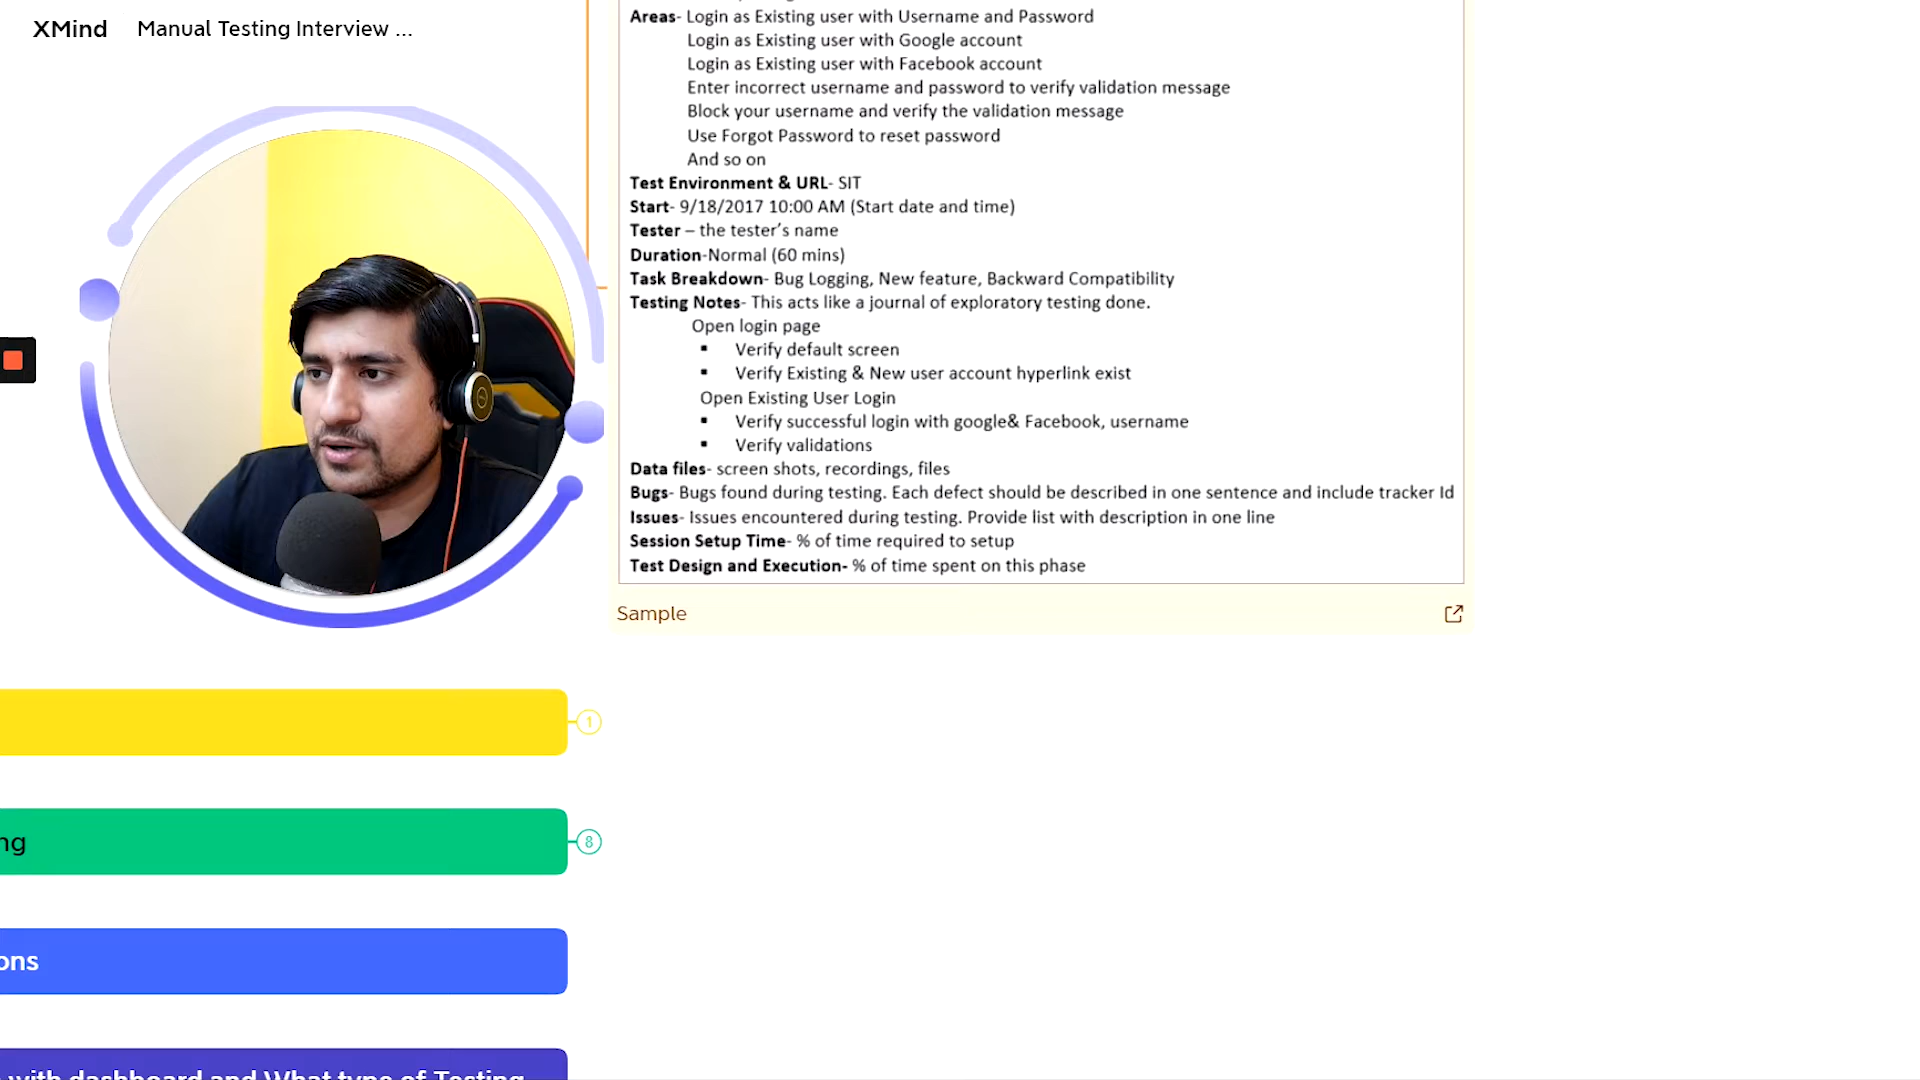 XMind Manual Testing Interview ...
Areas- Login as Existing user with Username and Password
Login as Existing user with Google account
Login as Existing user with Facebook account
Enter incorrect username and password to verify validation message
Block your username and verify the validation message
Use Forgot Password to reset password
And so on
Test Environment & URL- SIT
Start- 9/18/2017 10:00 AM (Start date and time)
Tester – the tester's name
Duration-Normal (60 mins)
Task Breakdown- Bug Logging, New feature, Backward Compatibility
Testing Notes- This acts like a journal of exploratory testing done.
Open login page
▪ Verify default screen
▪ Verify Existing & New user account hyperlink exist
Open Existing User Login
▪ Verify successful login with google& Facebook, username
▪ Verify validations
Data files- screen shots, recordings, files
Bugs- Bugs found during testing. Each defect should be described in one sentence and include tracker Id
Issues- Issues encountered during testing. Provide list with description in one line
Session Setup Time- % of time required to setup
Test Design and Execution- % of time spent on this phase
Sample
1
ng
8
ons
with dashboard and What type of Testing